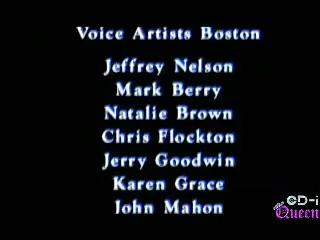 Voice Artists Boston
Jeffrey Nelson
Mark Berry
Natalie Brown
Chris Flockton
Jerry Goodwin
Karen Grace
John Mahon
CD-i
Queen